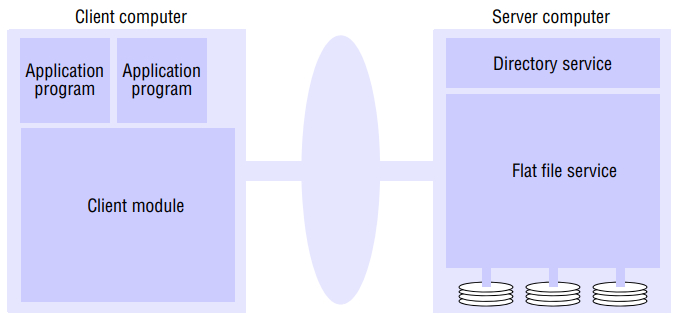 Client computer
Application
program
Application
program
Client module
Server computer
Directory service
Flat file service